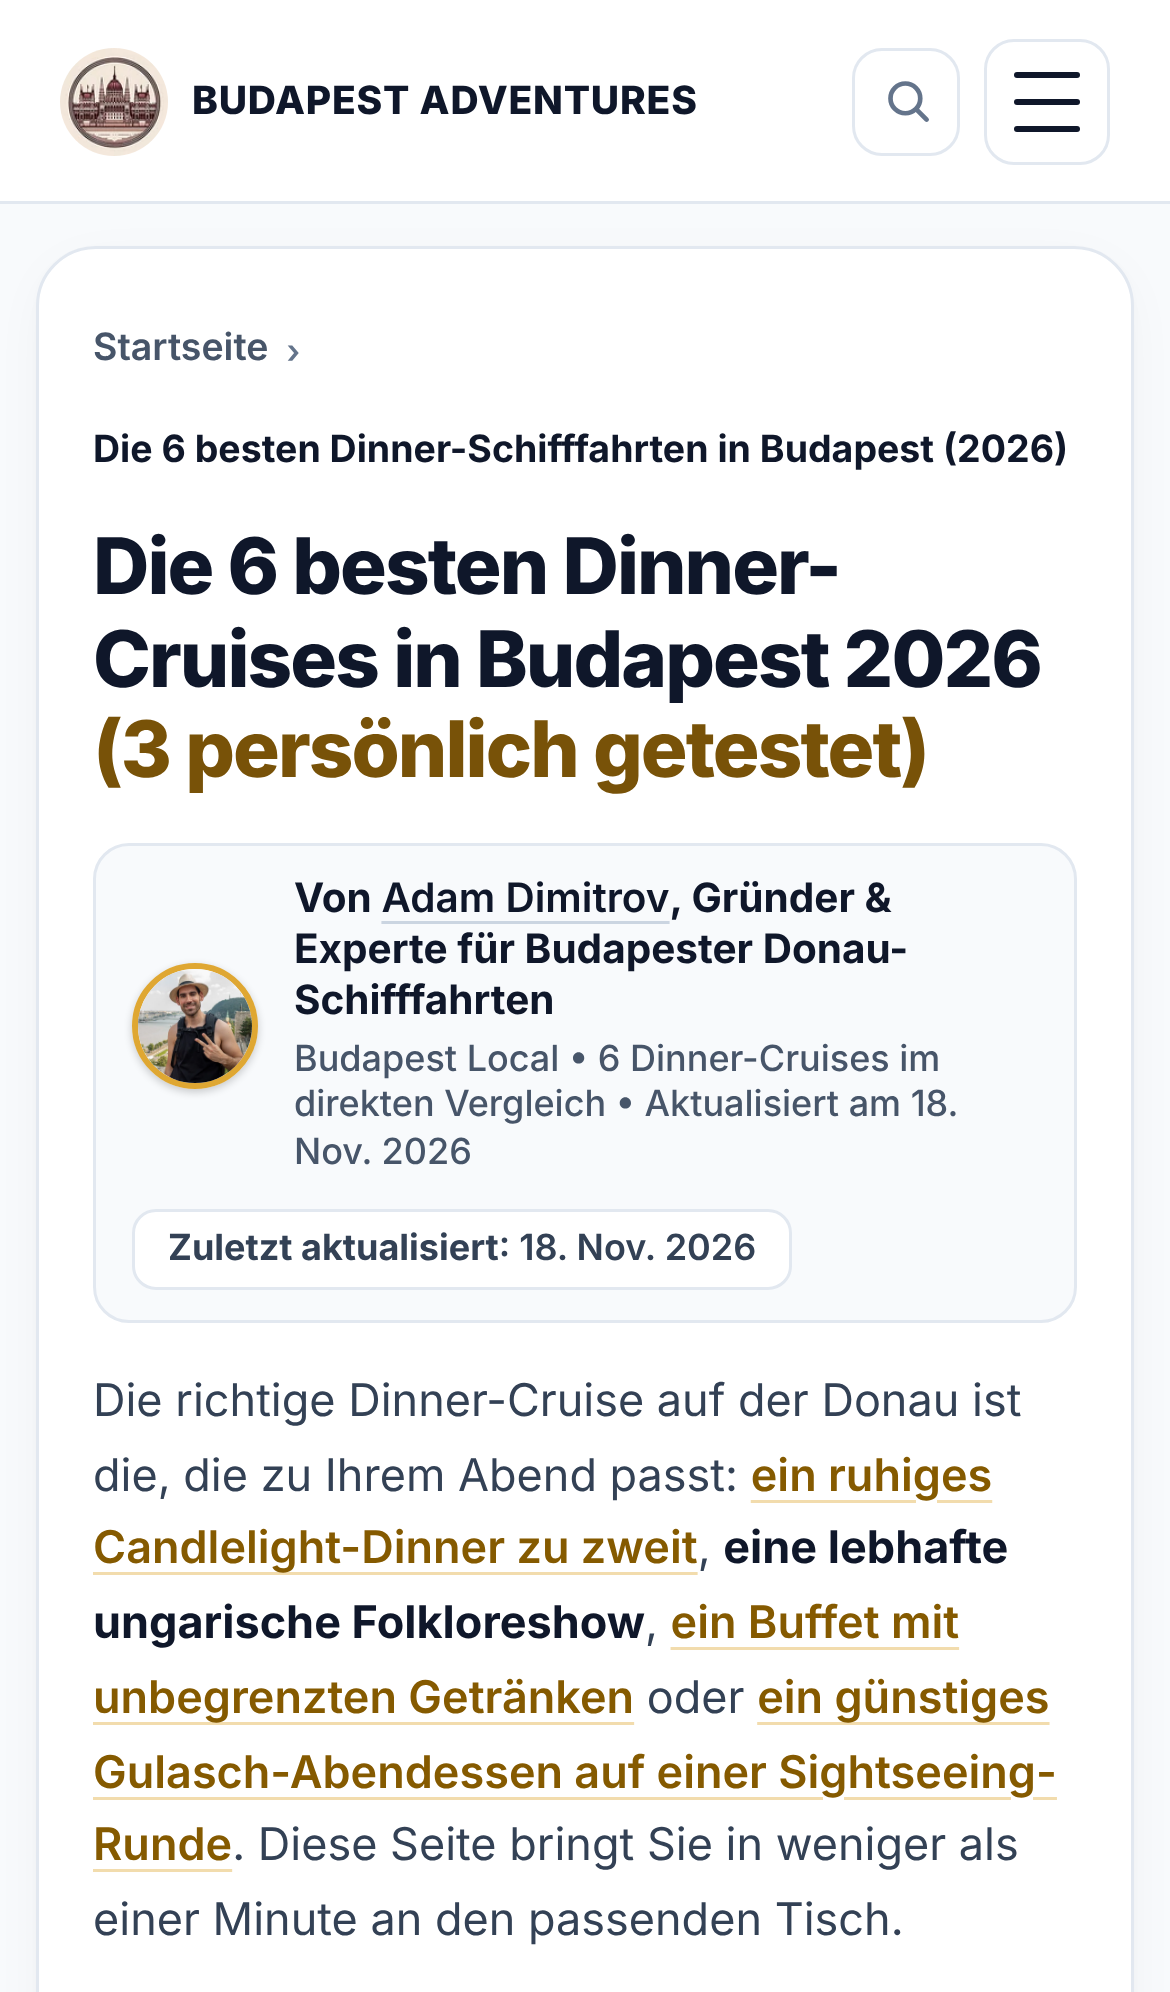 BUDAPEST ADVENTURES
Startseite ›
Die 6 besten Dinner-Schifffahrten in Budapest (2026)
Die 6 besten Dinner-
Cruises in Budapest 2026
(3 persönlich getestet)
Von Adam Dimitrov, Gründer &
Experte für Budapester Donau-
Schifffahrten
Budapest Local • 6 Dinner-Cruises im
direkten Vergleich • Aktualisiert am 18.
Nov. 2026
Zuletzt aktualisiert: 18. Nov. 2026
Die richtige Dinner-Cruise auf der Donau ist
die, die zu Ihrem Abend passt: ein ruhiges
Candlelight-Dinner zu zweit, eine lebhafte
ungarische Folkloreshow, ein Buffet mit
unbegrenzten Getränken oder ein günstiges
Gulasch-Abendessen auf einer Sightseeing-
Runde. Diese Seite bringt Sie in weniger als
einer Minute an den passenden Tisch.